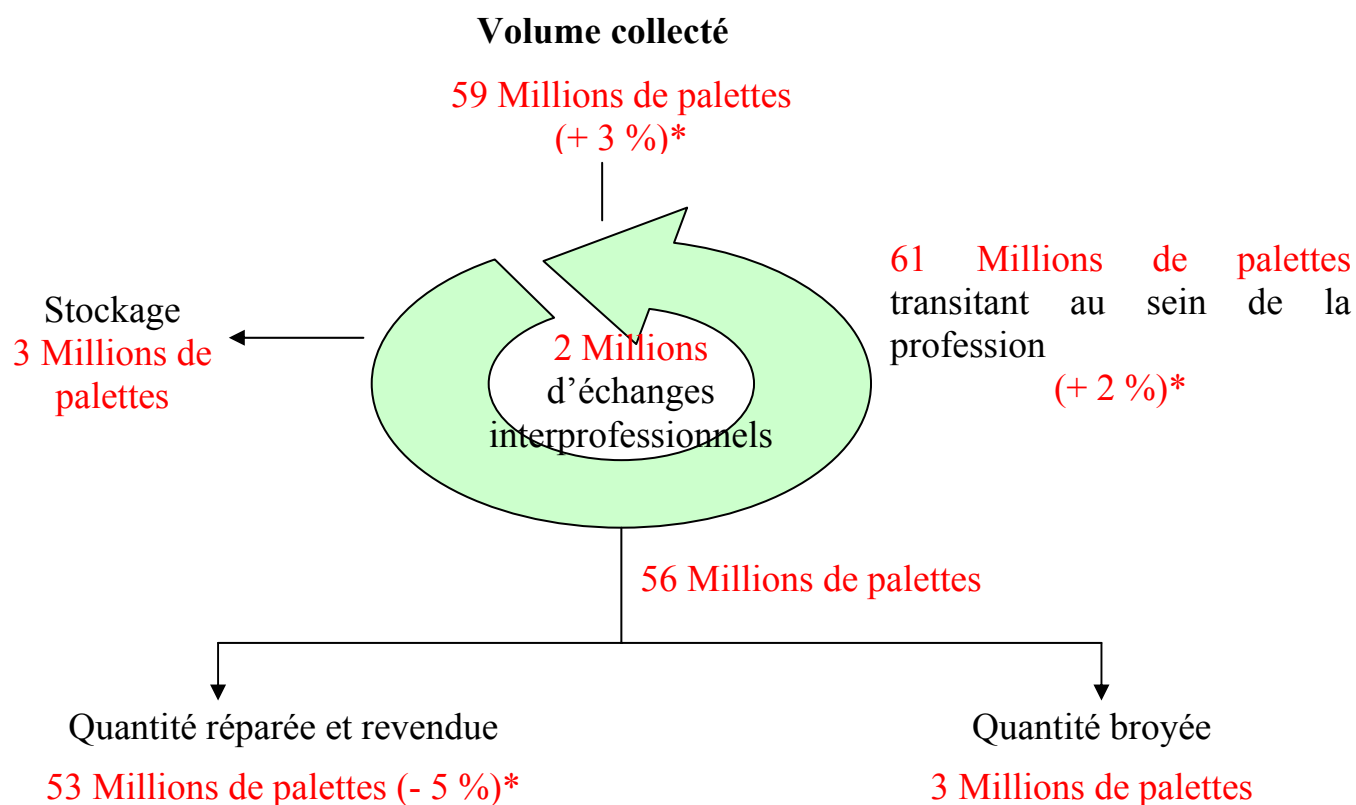 Volume collecté
59 Millions de palettes
(+ 3 %)*
61 Millions de palettes
transitant au sein de la
profession
(+ 2 %)*
Stockage
3 Millions de
palettes
2 Millions
d’échanges
interprofessionnels
56 Millions de palettes
Quantité réparée et revendue
53 Millions de palettes (- 5 %)*
Quantité broyée
3 Millions de palettes